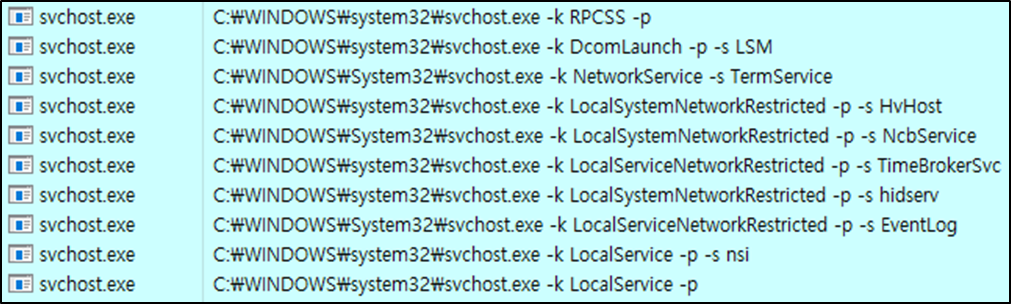 svchost.exe C:₩WINDOWS₩system32₩svchost.exe -k RPCSS -p
svchost.exe C:₩WINDOWS₩system32₩svchost.exe -k DcomLaunch -p -s LSM
svchost.exe C:₩WINDOWS₩System32₩svchost.exe -k NetworkService -s TermService
svchost.exe C:₩WINDOWS₩System32₩svchost.exe -k LocalSystemNetworkRestricted -p -s HvHost
svchost.exe C:₩WINDOWS₩System32₩svchost.exe -k LocalSystemNetworkRestricted -p -s NcbService
svchost.exe C:₩WINDOWS₩system32₩svchost.exe -k LocalServiceNetworkRestricted -p -s TimeBrokerSvc
svchost.exe C:₩WINDOWS₩system32₩svchost.exe -k LocalSystemNetworkRestricted -p -s hidserv
svchost.exe C:₩WINDOWS₩System32₩svchost.exe -k LocalServiceNetworkRestricted -p -s EventLog
svchost.exe C:₩WINDOWS₩system32₩svchost.exe -k LocalService -p -s nsi
svchost.exe C:₩WINDOWS₩system32₩svchost.exe -k LocalService -p